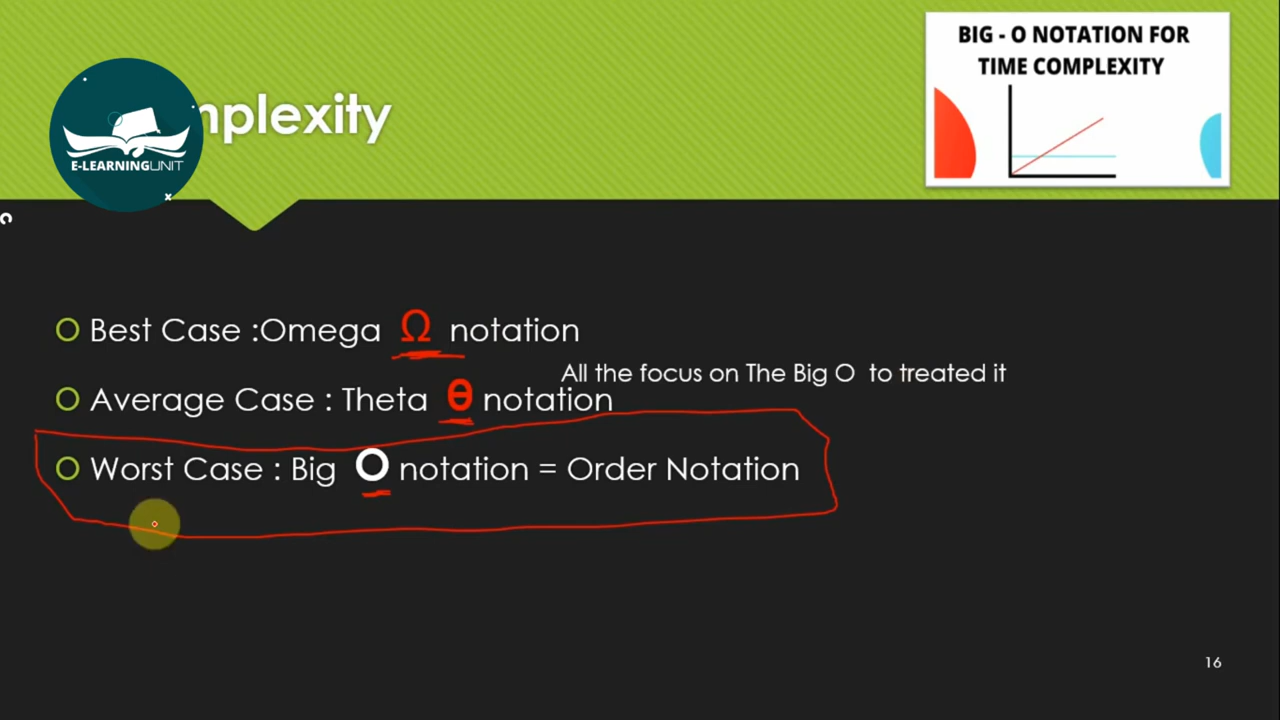 BIG - O NOTATION FOR
TIME COMPLEXITY
mplexity
E-LEARNINGUNIT
Best Case :Omega Ω notation
All the focus on The Big O to treated it
Average Case : Theta θ notation
Worst Case : Big O notation = Order Notation
16